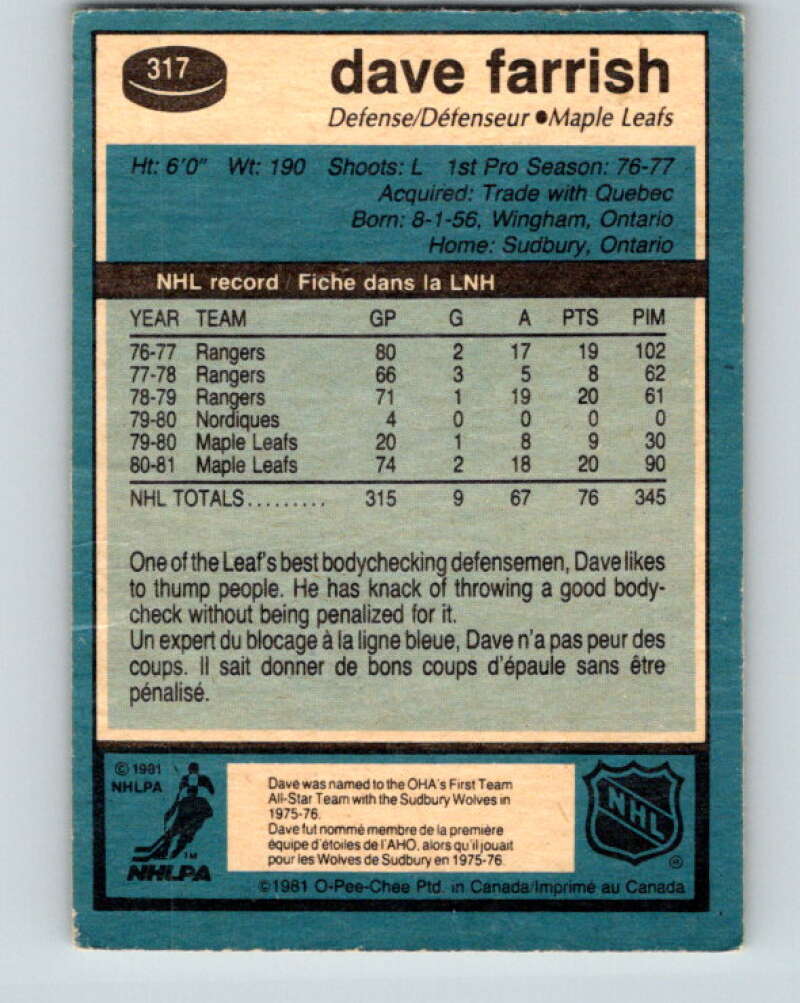 317
dave farrish
Defense/Défenseur ●Maple Leafs
Ht: 6'0" Wt: 190 Shoots: L 1st Pro Season: 76-77
Acquired: Trade with Quebec
Born: 8-1-56, Wingham, Ontario
Home: Sudbury, Ontario
NHL record / Fiche dans la LNH
YEAR TEAM GP G A PTS PIM
76-77 Rangers 80 2 17 19 102
77-78 Rangers 66 3 5 8 62
78-79 Rangers 71 1 19 20 61
79-80 Nordiques 4 0 0 0 0
79-80 Maple Leafs 20 1 8 9 30
80-81 Maple Leafs 74 2 18 20 90
NHL TOTALS......... 315 9 67 76 345
One of the Leaf's best bodychecking defensemen, Dave likes
to thump people. He has knack of throwing a good body-
check without being penalized for it.
Un expert du blocage à la ligne bleue, Dave n'a pas peur des
coups. Il sait donner de bons coups d'épaule sans être
pénalisé.
©1981
NHLPA
TM
NHLPA
Dave was named to the OHA's First Team
All-Star Team with the Sudbury Wolves in
1975-76.
Dave fut nommé membre de la première
équipe d'étoiles de l'AHO, alors qu'il jouait
pour les Wolves de Sudbury en 1975-76
NHL
®
©1981 O-Pee-Chee Ptd. in Canada/Imprimé au Canada